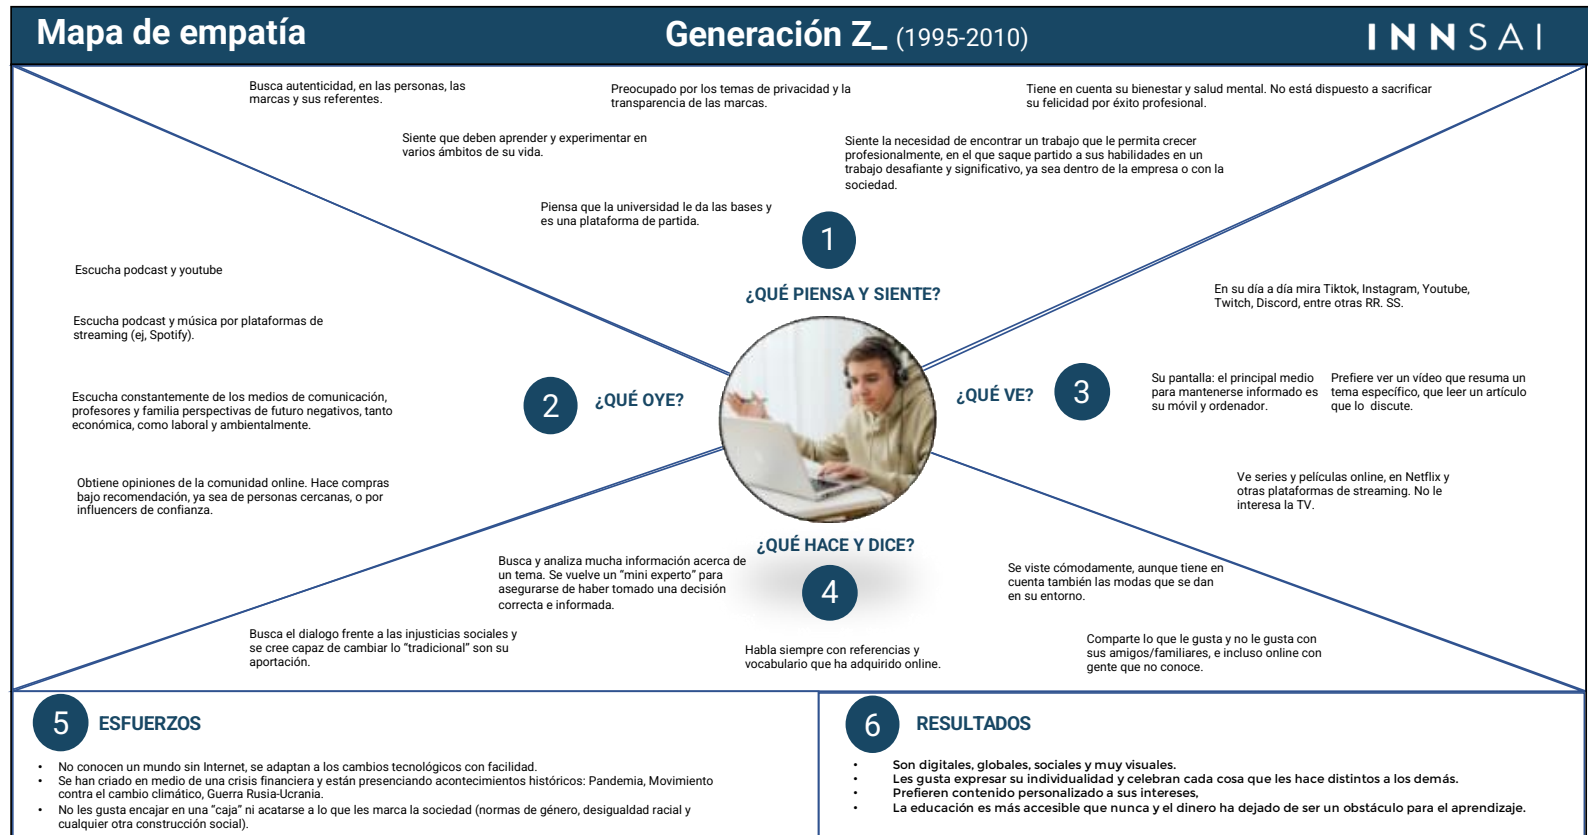 Mapa de empatía
Generación Z_ (1995-2010)
INNSAI
Busca autenticidad, en las personas, las
marcas y sus referentes.
Preocupado por los temas de privacidad y la
transparencia de las marcas.
Tiene en cuenta su bienestar y salud mental. No está dispuesto a sacrificar
su felicidad por éxito profesional.
Siente que deben aprender y experimentar en
varios ámbitos de su vida.
Siente la necesidad de encontrar un trabajo que le permita crecer
profesionalmente, en el que saque partido a sus habilidades en un
trabajo desafiante y significativo, ya sea dentro de la empresa o con la
sociedad.
Piensa que la universidad le da las bases y
es una plataforma de partida.
1
¿QUÉ PIENSA Y SIENTE?
Escucha podcast y youtube
Escucha podcast y música por plataformas de
streaming (ej, Spotify).
Escucha constantemente de los medios de comunicación,
profesores y familia perspectivas de futuro negativos, tanto
económica, como laboral y ambientalmente.
Obtiene opiniones de la comunidad online. Hace compras
bajo recomendación, ya sea de personas cercanas, o por
influencers de confianza.
2
¿QUÉ OYE?
¿QUÉ VE?
3
En su día a día mira Tiktok, Instagram, Youtube,
Twitch, Discord, entre otras RR. SS.
Su pantalla: el principal medio
para mantenerse informado es
su móvil y ordenador.
Prefiere ver un vídeo que resuma un
tema específico, que leer un artículo
que lo discute.
Ve series y películas online, en Netflix y
otras plataformas de streaming. No le
interesa la TV.
¿QUÉ HACE Y DICE?
4
Busca y analiza mucha información acerca de
un tema. Se vuelve un “mini experto” para
asegurarse de haber tomado una decisión
correcta e informada.
Busca el dialogo frente a las injusticias sociales y
se cree capaz de cambiar lo “tradicional” son su
aportación.
Habla siempre con referencias y
vocabulario que ha adquirido online.
Se viste cómodamente, aunque tiene en
cuenta también las modas que se dan
en su entorno.
Comparte lo que le gusta y no le gusta con
sus amigos/familiares, e incluso online con
gente que no conoce.
5
ESFUERZOS
• No conocen un mundo sin Internet, se adaptan a los cambios tecnológicos con facilidad.
• Se han criado en medio de una crisis financiera y están presenciando acontecimientos históricos: Pandemia, Movimiento
contra el cambio climático, Guerra Rusia-Ucrania.
• No les gusta encajar en una “caja” ni acatarse a lo que les marca la sociedad (normas de género, desigualdad racial y
cualquier otra construcción social).
6
RESULTADOS
• Son digitales, globales, sociales y muy visuales.
• Les gusta expresar su individualidad y celebran cada cosa que les hace distintos a los demás.
• Prefieren contenido personalizado a sus intereses,
• La educación es más accesible que nunca y el dinero ha dejado de ser un obstáculo para el aprendizaje.